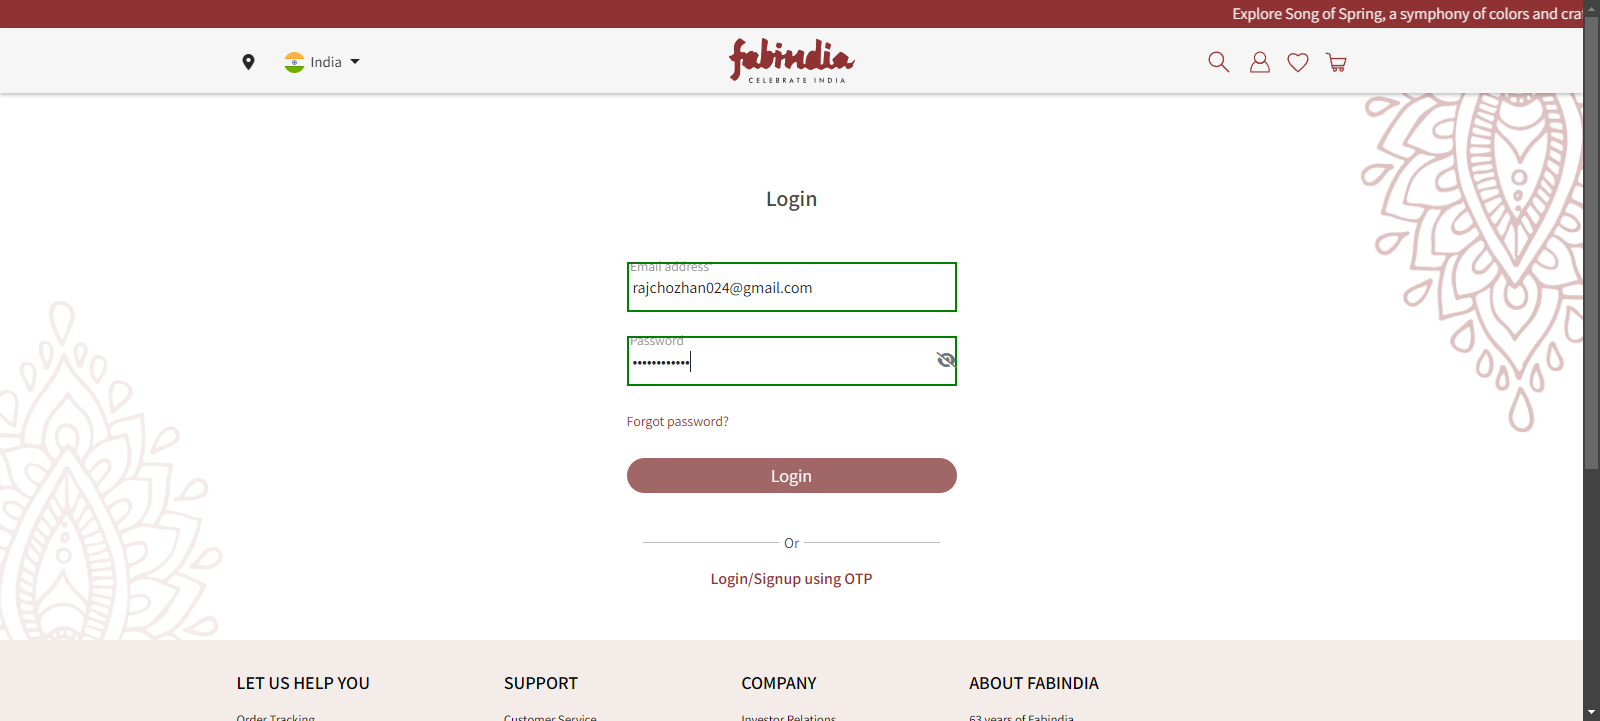 Explore Song of Spring, a symphony of colors and
India
fabindia
CELEBRATE INDIA
Login
Email address*
rajchozhan024@gmail.com
Password
••••••••••••
Forgot password?
Login
Or
Login/Signup using OTP
LET US HELP YOU SUPPORT COMPANY ABOUT FABINDIA
Order Tracking Customer Service Investor Relations 63 years of Fabindia